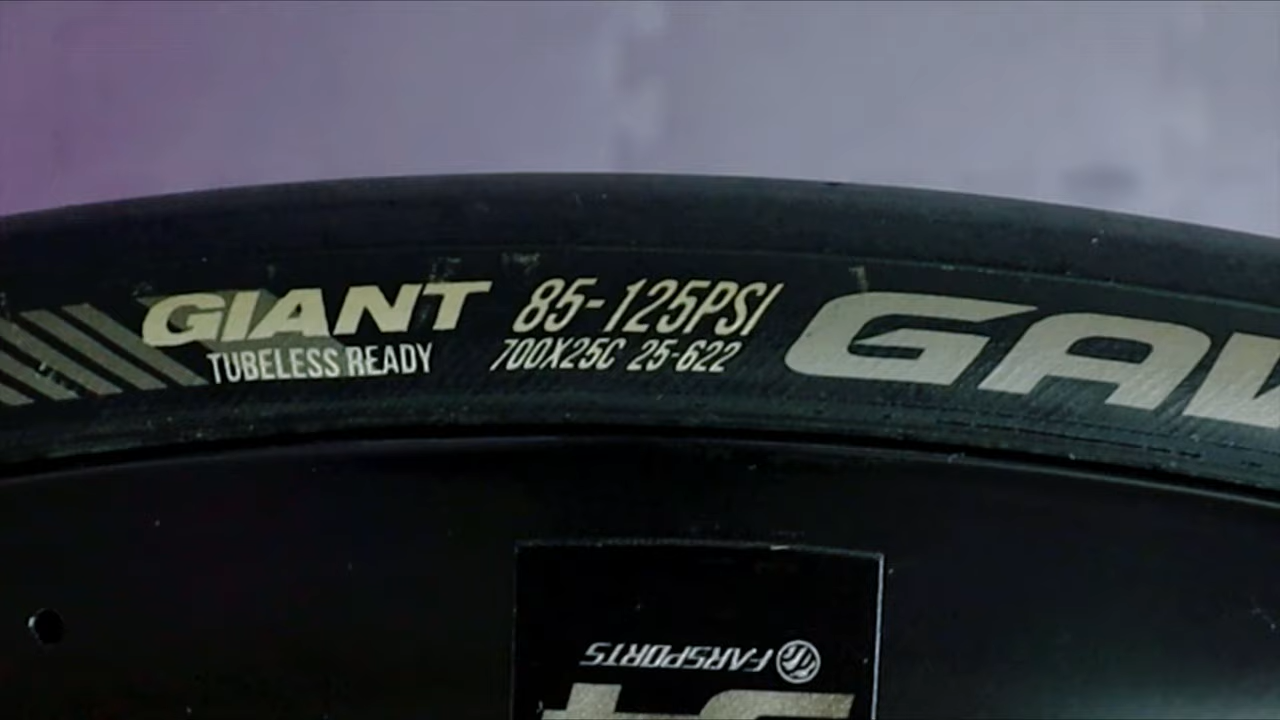 GIANT
TUBELESS READY
85-125PSI
700X25C 25-622
FARSPORTS